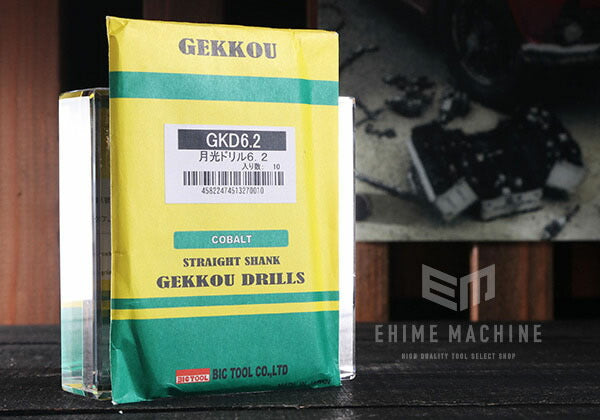 GEKKOU
GKD6.2
月光ドリル6.2
入り数: 10
4582247451327001​0
COBALT
STRAIGHT SHANK
GEKKOU DRILLS
BIC TOOL BIC TOOL CO.,LTD
EHIME MACHINE
HIGH QUALITY TOOL SELECT SHOP